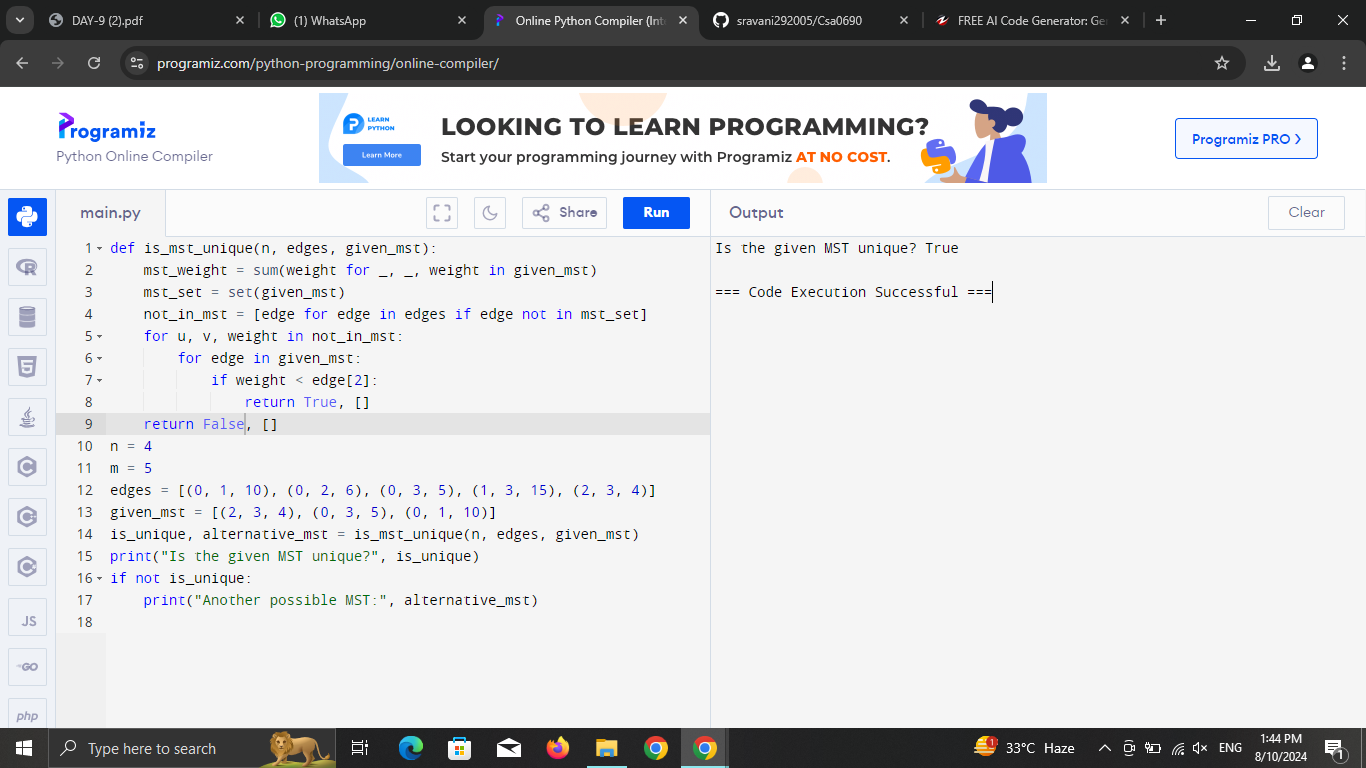 DAY-9 (2).pdf
(1) WhatsApp
Online Python Compiler (Int
sravani292005/Csa0690
FREE AI Code Generator: Ge
programiz.com/python-programming/online-compiler/
Programiz
Python Online Compiler
LEARN
PYTHON
Learn More
LOOKING TO LEARN PROGRAMMING?
Start your programming journey with Programiz AT NO COST.
Programiz PRO >
main.py
Share
Run
Output
Clear
1 def is_mst_unique(n, edges, given_mst):
2     mst_weight = sum(weight for _, _, weight in given_mst)
3     mst_set = set(given_mst)
4     not_in_mst = [edge for edge in edges if edge not in mst_set]
5     for u, v, weight in not_in_mst:
6         for edge in given_mst:
7             if weight < edge[2]:
8                 return True, []
9     return False, []
10 n = 4
11 m = 5
12 edges = [(0, 1, 10), (0, 2, 6), (0, 3, 5), (1, 3, 15), (2, 3, 4)]
13 given_mst = [(2, 3, 4), (0, 3, 5), (0, 1, 10)]
14 is_unique, alternative_mst = is_mst_unique(n, edges, given_mst)
15 print("Is the given MST unique?", is_unique)
16 if not is_unique:
17     print("Another possible MST:", alternative_mst)
18
Is the given MST unique? True
=== Code Execution Successful ===
JS
GO
php
Type here to search
33°C Haze
ENG
1:44 PM
8/10/2024
1